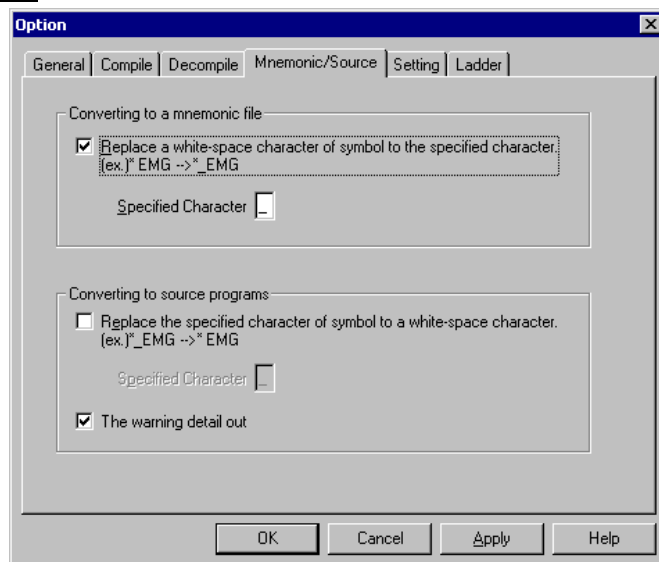 Option
General Compile Decompile Mnemonic/Source Setting Ladder
Converting to a mnemonic file
Replace a white-space character of symbol to the specified character.
(ex.)* EMG -->*_EMG
Specified Character _
Converting to source programs
Replace the specified character of symbol to a white-space character.
(ex.)*_EMG -->* EMG
Specified Character _
The warning detail out
OK Cancel Apply Help